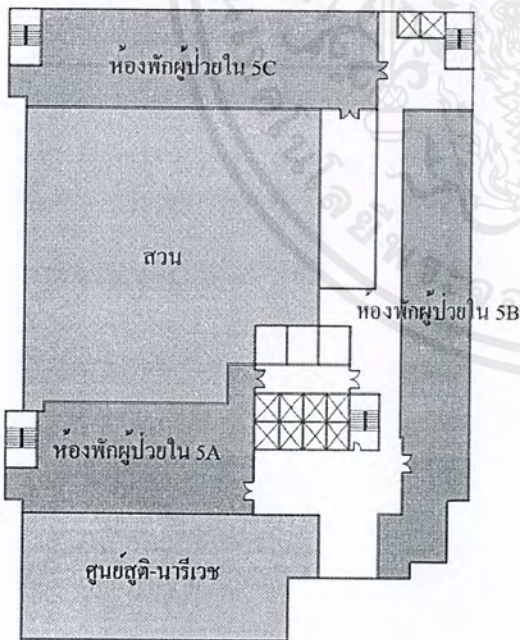 ห้องพักผู้ป่วยใน 5C
สวน
ห้องพักผู้ป่วยใน 5B
ห้องพักผู้ป่วยใน 5A
ศูนย์สูติ-นารีเวช